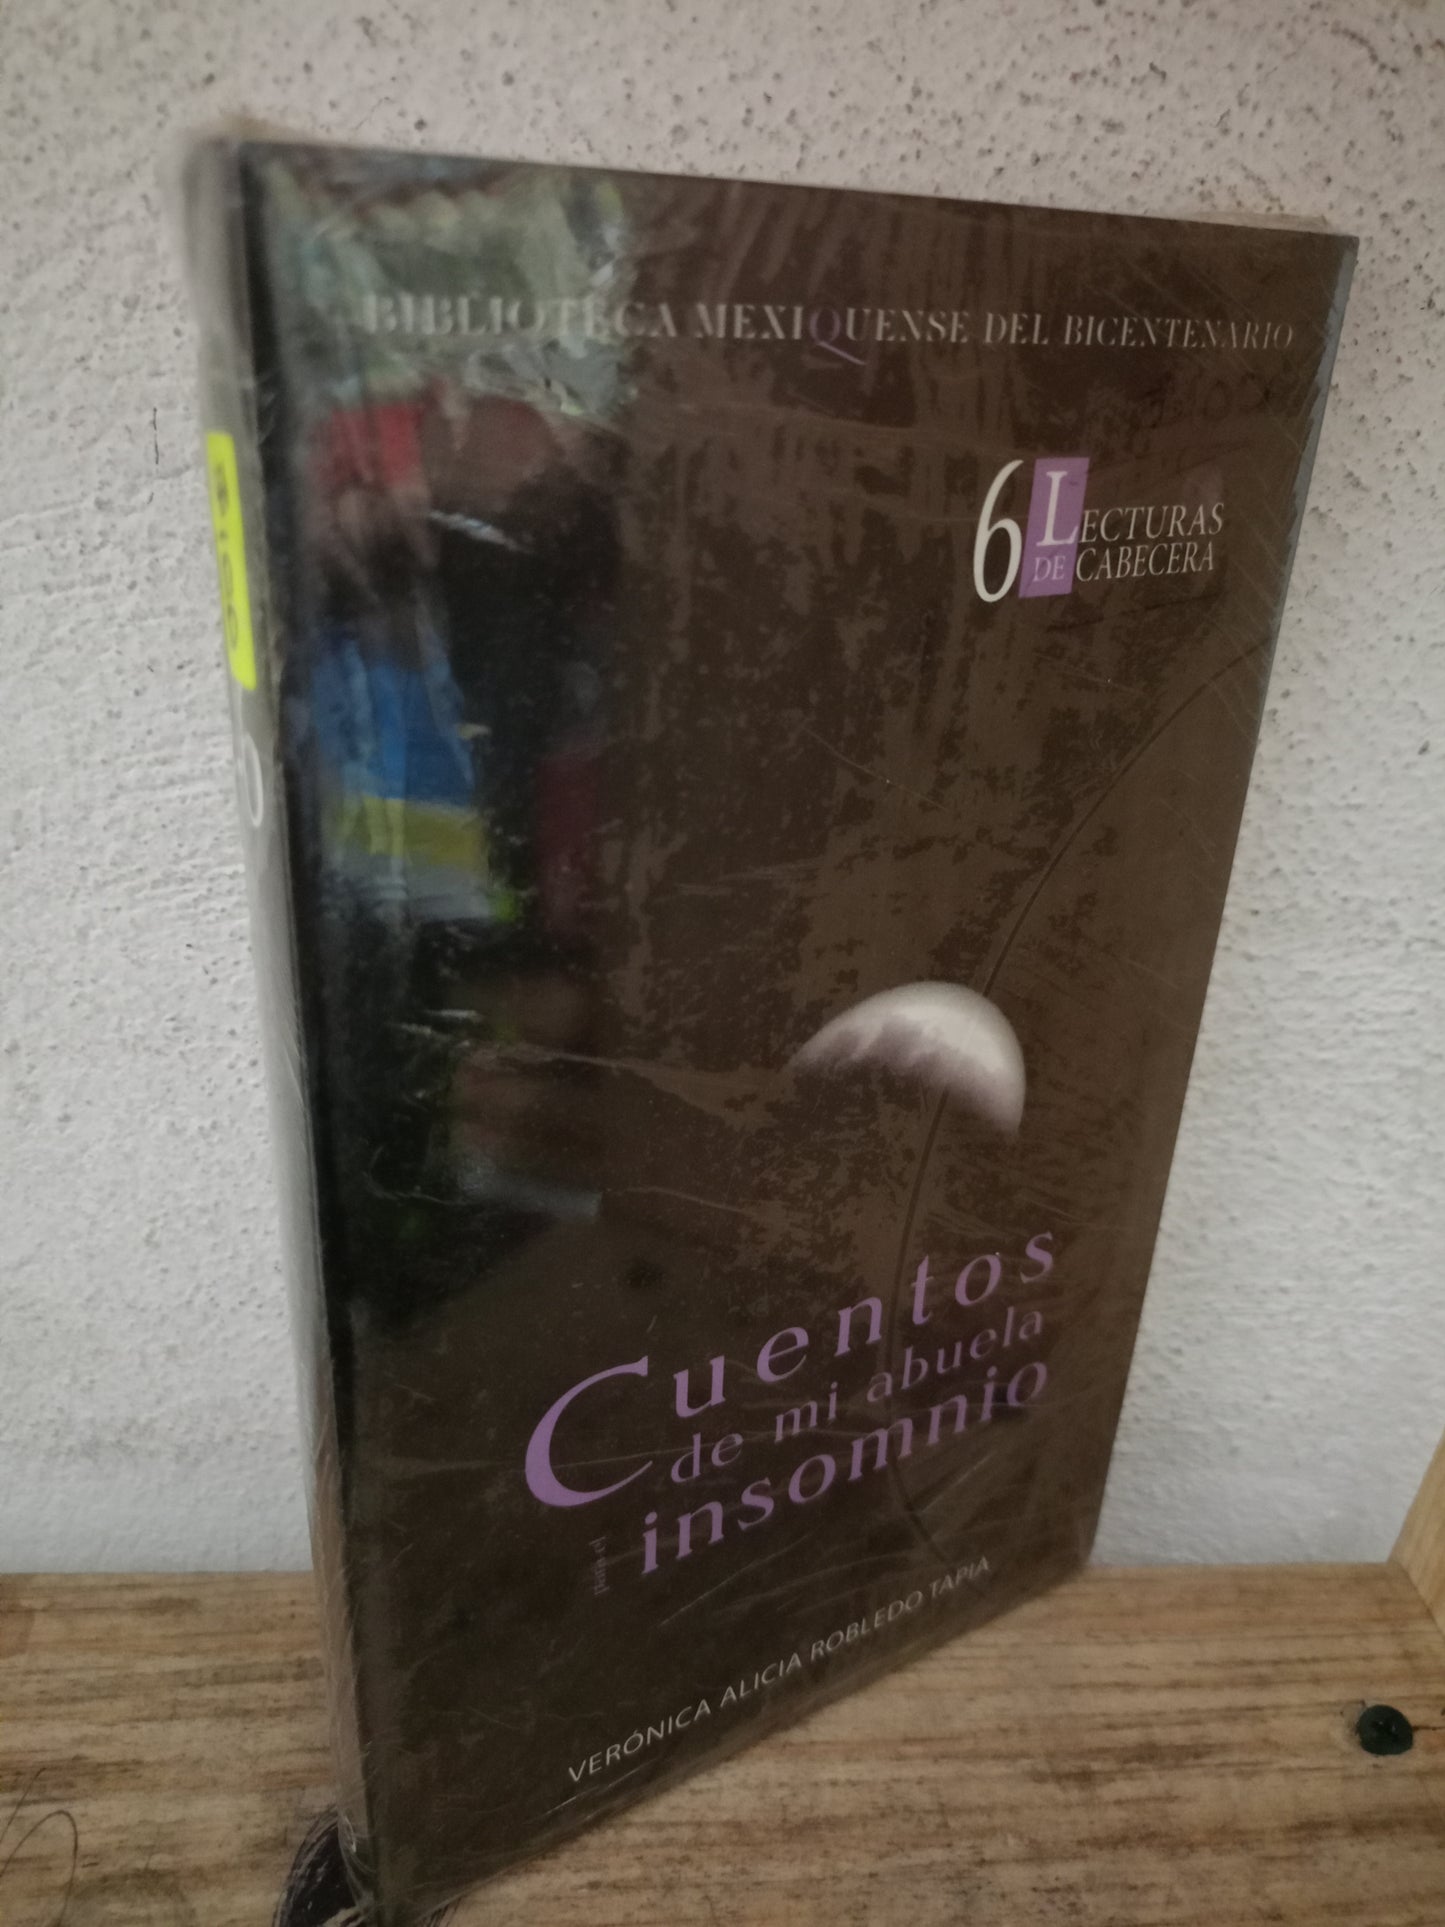 BIBLIOTECA MEXIQUENSE DEL BICENTENARIO
6 LECTURAS
DE CABECERA
Cuentos
de mi abuela
para el insomnio
VERÓNICA ALICIA ROBLEDO TAPIA